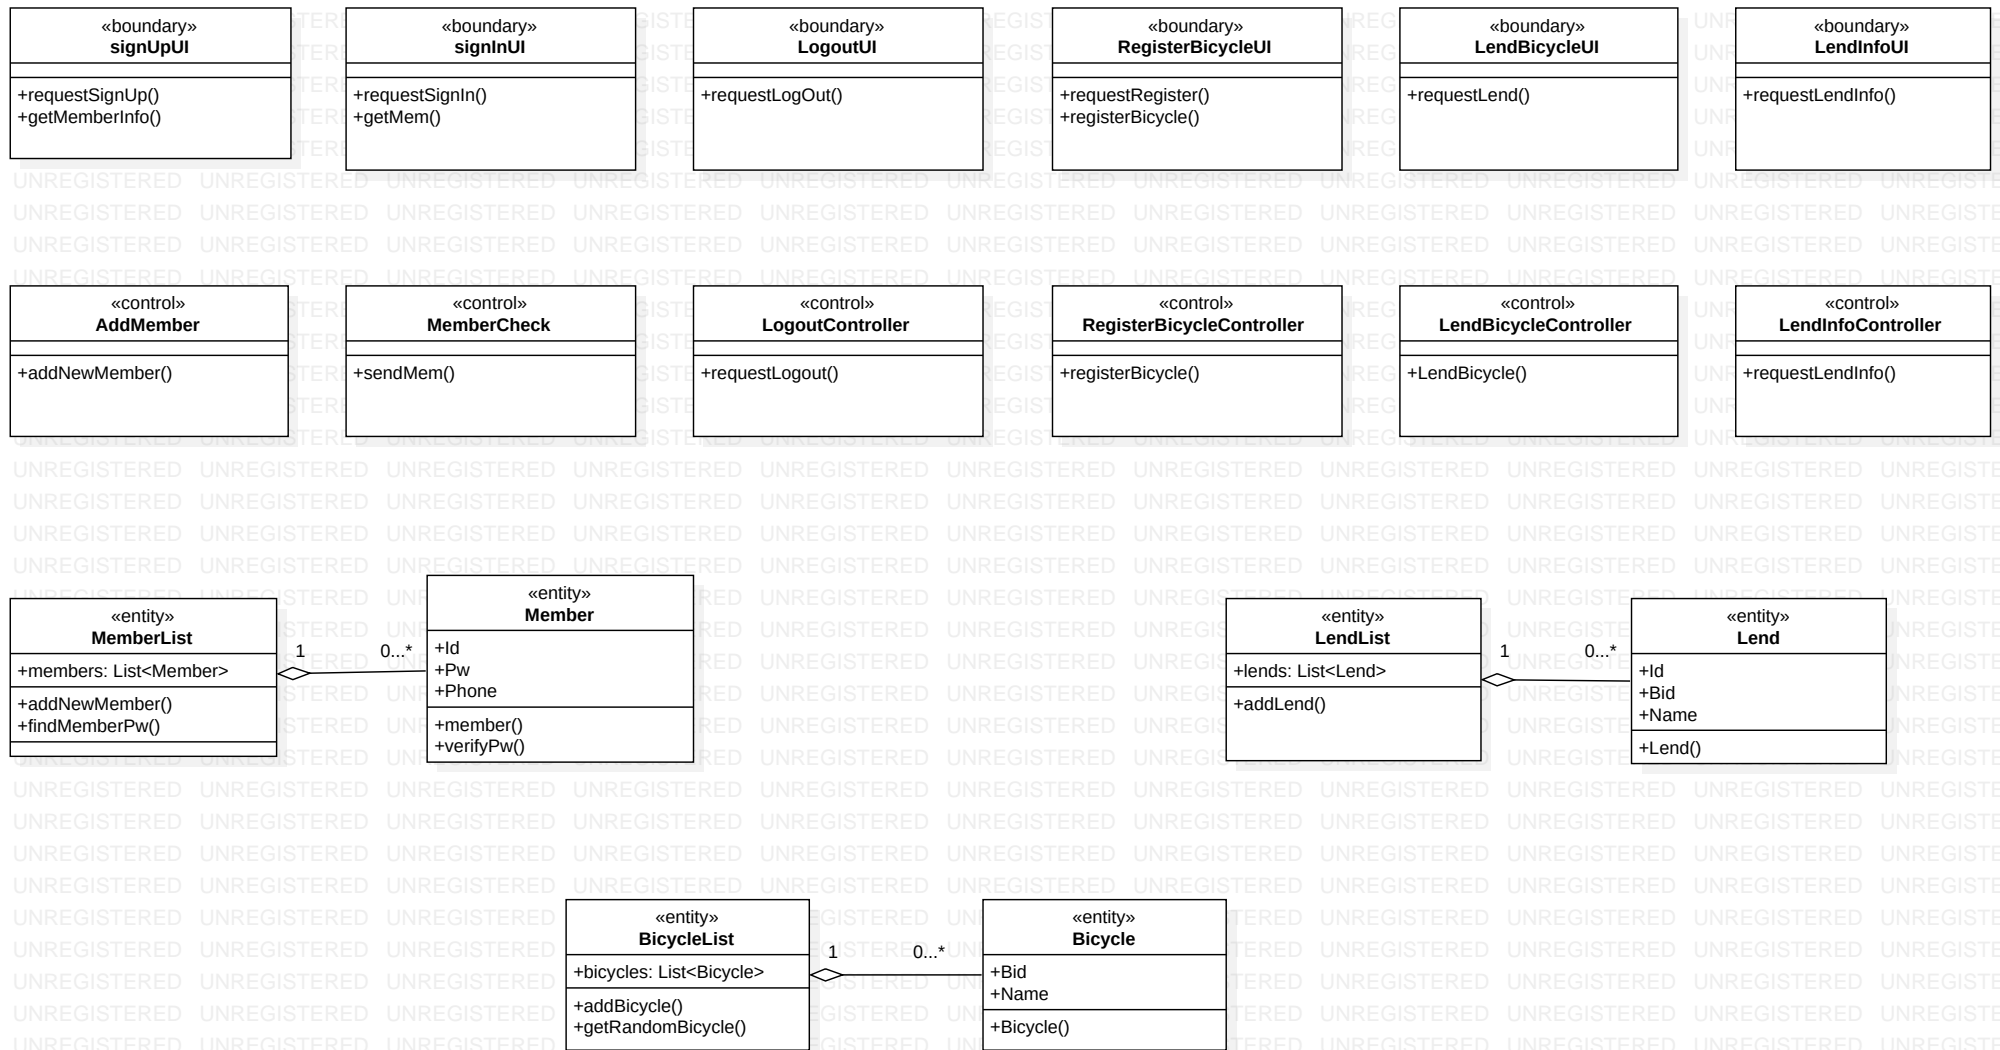 «boundary»
signUpUI
+requestSignUp()
+getMemberInfo()
«boundary»
signInUI
+requestSignIn()
+getMem()
«boundary»
LogoutUI
+requestLogOut()
«boundary»
RegisterBicycleUI
+requestRegister()
+registerBicycle()
«boundary»
LendBicycleUI
+requestLend()
«boundary»
LendInfoUI
+requestLendInfo()
«control»
AddMember
+addNewMember()
«control»
MemberCheck
+sendMem()
«control»
LogoutController
+requestLogout()
«control»
RegisterBicycleController
+registerBicycle()
«control»
LendBicycleController
+LendBicycle()
«control»
LendInfoController
+requestLendInfo()
«entity»
MemberList
+members: List<Member>
+addNewMember()
+findMemberPw()
1
0...*
«entity»
Member
+Id
+Pw
+Phone
+member()
+verifyPw()
«entity»
LendList
+lends: List<Lend>
+addLend()
1
0...*
«entity»
Lend
+Id
+Bid
+Name
+Lend()
«entity»
BicycleList
+bicycles: List<Bicycle>
+addBicycle()
+getRandomBicycle()
1
0...*
«entity»
Bicycle
+Bid
+Name
+Bicycle()
UNREGISTERED